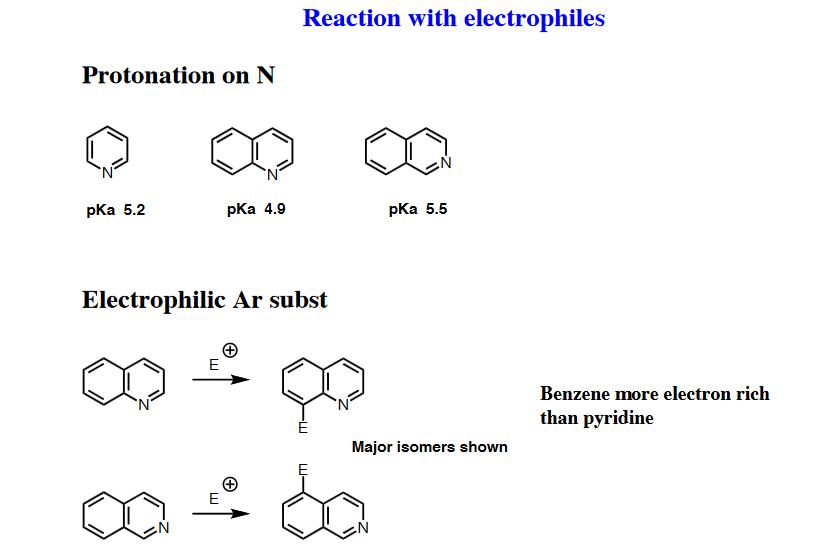 Reaction with electrophiles
Protonation on N
N
N
N
pKa 5.2
pKa 4.9
pKa 5.5
Electrophilic Ar subst
E ⊕
N
N
E
Benzene more electron rich
than pyridine
Major isomers shown
E
E ⊕
N
N